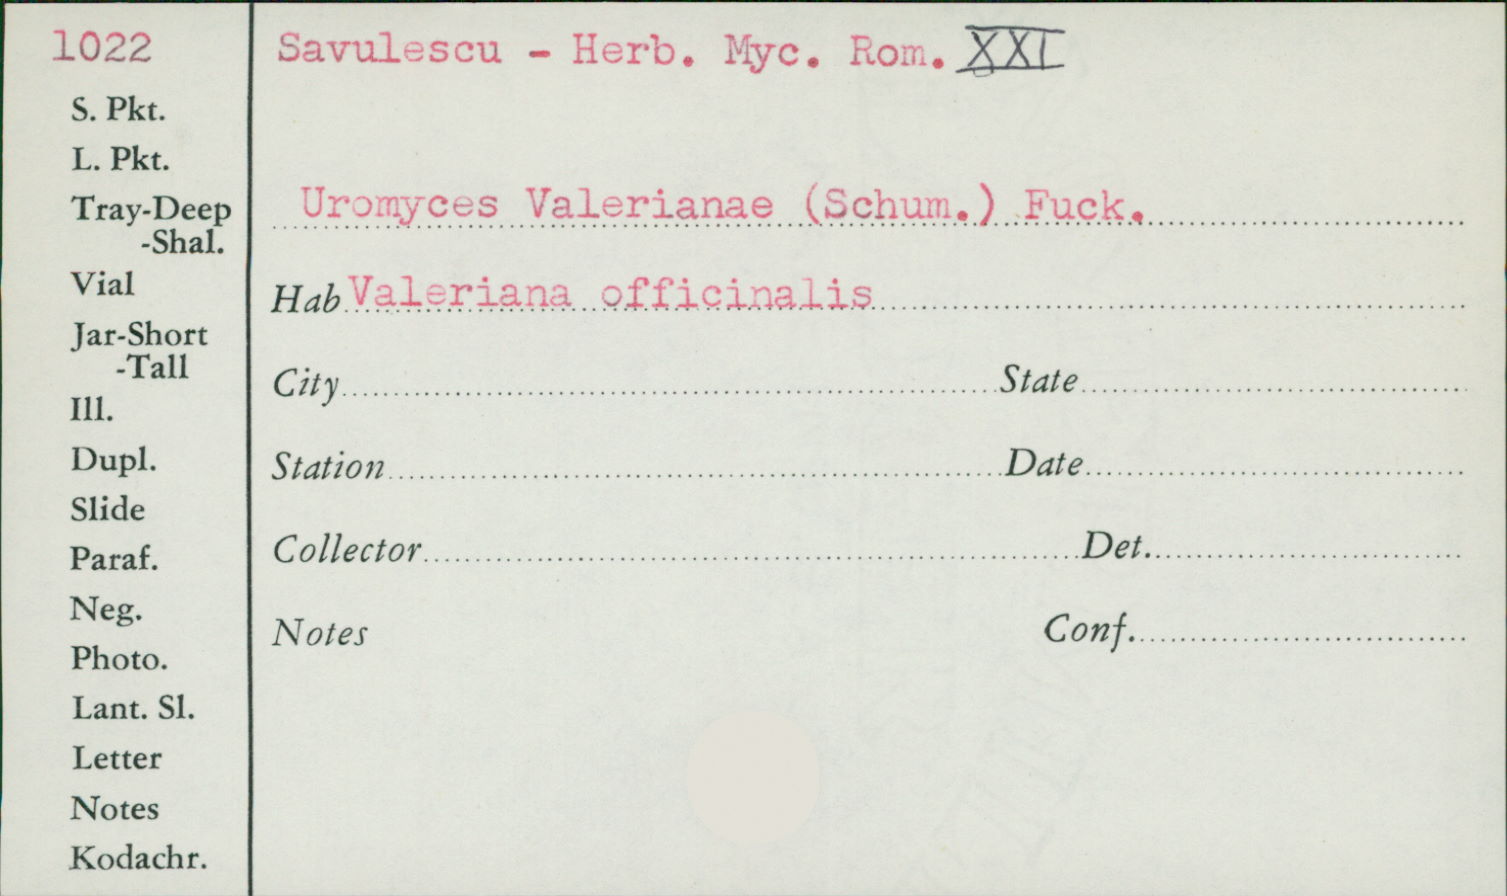 1022
Savulescu - Herb. Myc. Rom. XXI
S. Pkt.
L. Pkt.
Tray-Deep
-Shal.
Vial
Jar-Short
-Tall
Ill.
Dupl.
Slide
Paraf.
Neg.
Photo.
Lant. Sl.
Letter
Notes
Kodachr.
Uromyces Valerianae (Schum.) Fuck.
Hab Valeriana officinalis
City State
Station Date
Collector Det.
Notes Conf.